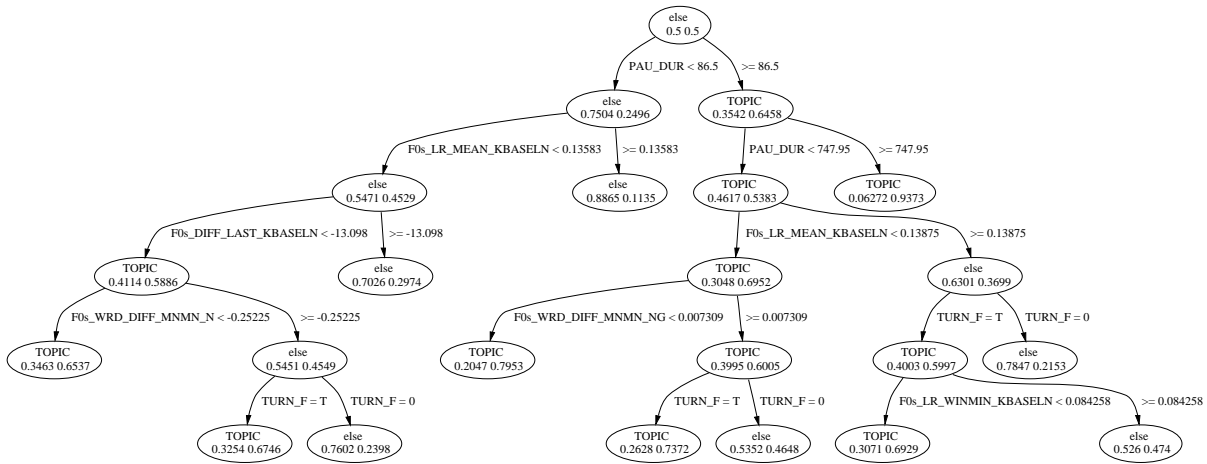 else
0.5 0.5
PAU_DUR < 86.5
>= 86.5
else
0.7504 0.2496
TOPIC
0.3542 0.6458
F0s_LR_MEAN_KBASELN < 0.13583
>= 0.13583
PAU_DUR < 747.95
>= 747.95
else
0.5471 0.4529
else
0.8865 0.1135
TOPIC
0.4617 0.5383
TOPIC
0.06272 0.9373
F0s_DIFF_LAST_KBASELN < -13.098
>= -13.098
F0s_LR_MEAN_KBASELN < 0.13875
>= 0.13875
TOPIC
0.4114 0.5886
else
0.7026 0.2974
TOPIC
0.3048 0.6952
else
0.6301 0.3699
F0s_WRD_DIFF_MNMN_N < -0.25225
>= -0.25225
F0s_WRD_DIFF_MNMN_NG < 0.007309
>= 0.007309
TURN_F = T
TURN_F = 0
TOPIC
0.3463 0.6537
else
0.5451 0.4549
TOPIC
0.2047 0.7953
TOPIC
0.3995 0.6005
TOPIC
0.4003 0.5997
else
0.7847 0.2153
TURN_F = T
TURN_F = 0
TURN_F = T
TURN_F = 0
F0s_LR_WINMIN_KBASELN < 0.084258
>= 0.084258
TOPIC
0.3254 0.6746
else
0.7602 0.2398
TOPIC
0.2628 0.7372
else
0.5352 0.4648
TOPIC
0.3071 0.6929
else
0.526 0.474